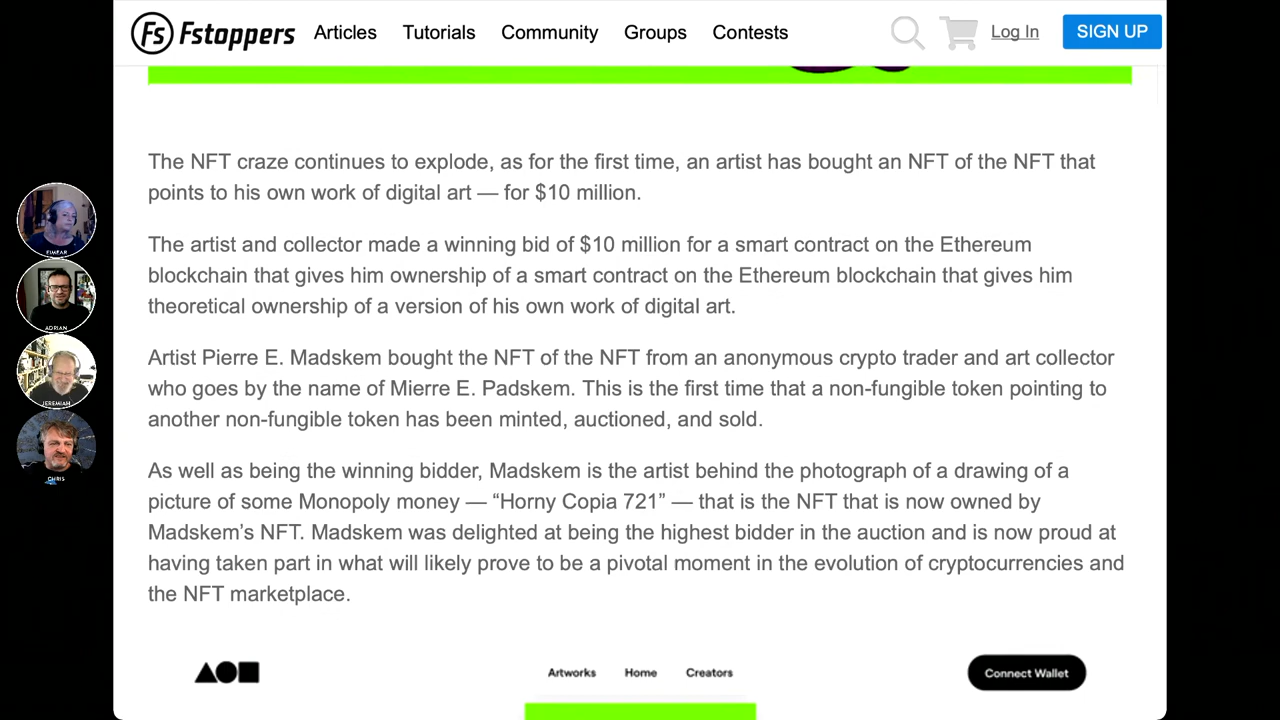 Fs Fstoppers Articles Tutorials Community Groups Contests Log In SIGN UP
The NFT craze continues to explode, as for the first time, an artist has bought an NFT of the NFT that
points to his own work of digital art — for $10 million.
The artist and collector made a winning bid of $10 million for a smart contract on the Ethereum
blockchain that gives him ownership of a smart contract on the Ethereum blockchain that gives him
theoretical ownership of a version of his own work of digital art.
Artist Pierre E. Madskem bought the NFT of the NFT from an anonymous crypto trader and art collector
who goes by the name of Mierre E. Padskem. This is the first time that a non-fungible token pointing to
another non-fungible token has been minted, auctioned, and sold.
As well as being the winning bidder, Madskem is the artist behind the photograph of a drawing of a
picture of some Monopoly money — “Horny Copia 721” — that is the NFT that is now owned by
Madskem’s NFT. Madskem was delighted at being the highest bidder in the auction and is now proud at
having taken part in what will likely prove to be a pivotal moment in the evolution of cryptocurrencies and
the NFT marketplace.
Artworks Home Creators Connect Wallet
FIMFAR
ADRIAN
JEREMIAH
CHRIS